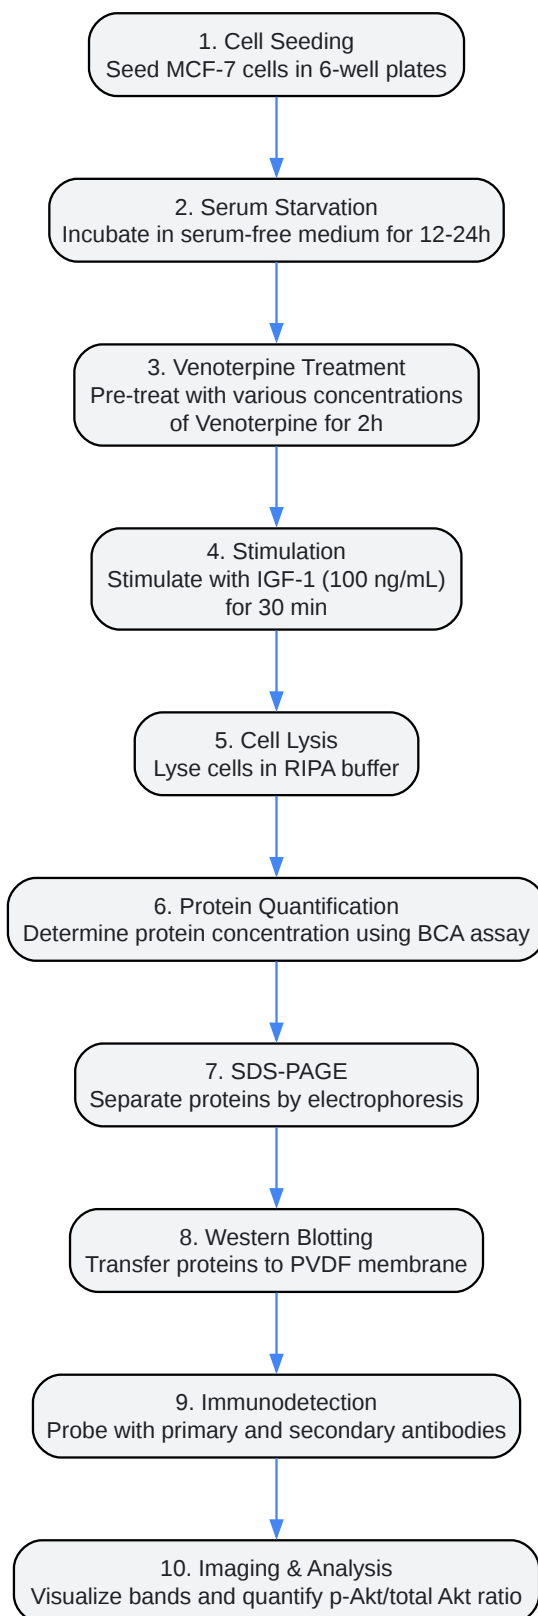 1. Cell Seeding
Seed MCF-7 cells in 6-well plates
2. Serum Starvation
Incubate in serum-free medium for 12-24h
3. Venoterpine Treatment
Pre-treat with various concentrations
of Venoterpine for 2h
4. Stimulation
Stimulate with IGF-1 (100 ng/mL)
for 30 min
5. Cell Lysis
Lyse cells in RIPA buffer
6. Protein Quantification
Determine protein concentration using BCA assay
7. SDS-PAGE
Separate proteins by electrophoresis
8. Western Blotting
Transfer proteins to PVDF membrane
9. Immunodetection
Probe with primary and secondary antibodies
10. Imaging & Analysis
Visualize bands and quantify p-Akt/total Akt ratio